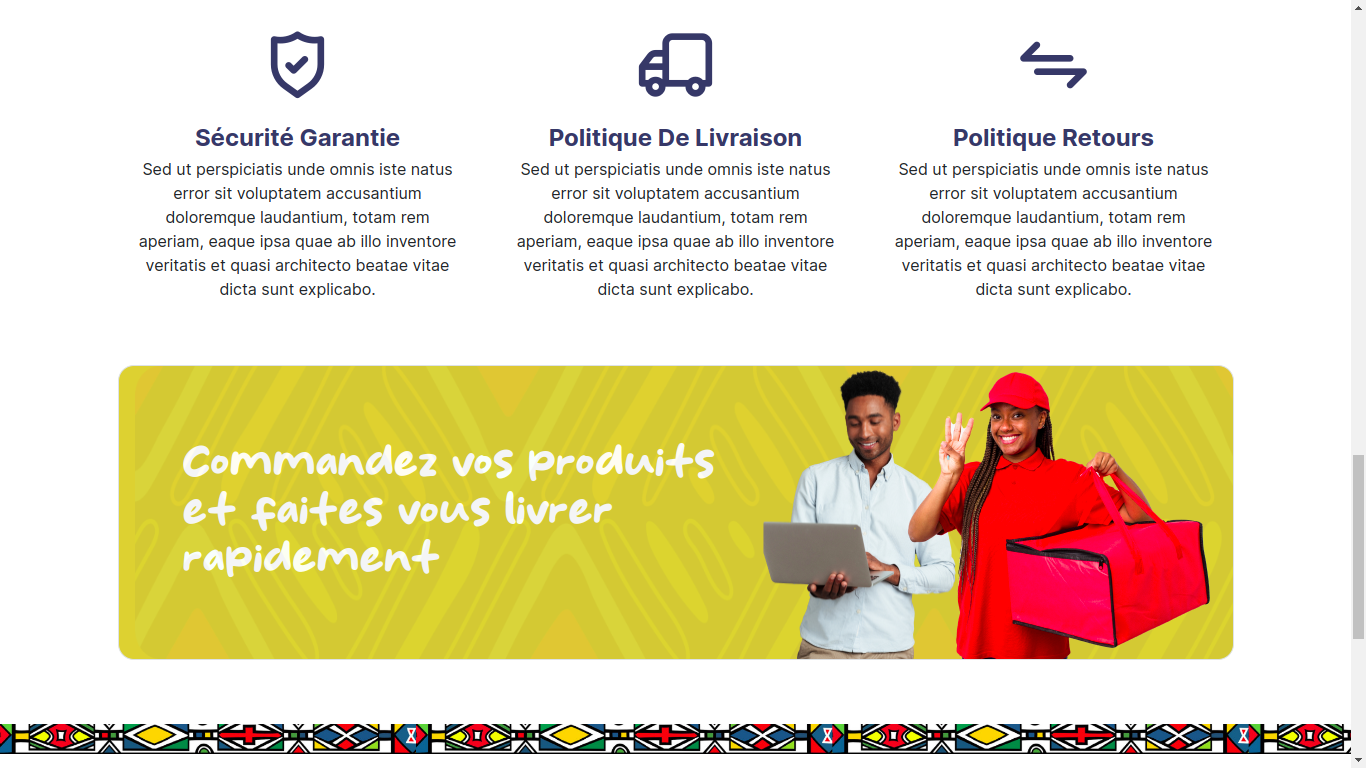 Sécurité Garantie
Sed ut perspiciatis unde omnis iste natus
error sit voluptatem accusantium
doloremque laudantium, totam rem
aperiam, eaque ipsa quae ab illo inventore
veritatis et quasi architecto beatae vitae
dicta sunt explicabo.
Politique De Livraison
Sed ut perspiciatis unde omnis iste natus
error sit voluptatem accusantium
doloremque laudantium, totam rem
aperiam, eaque ipsa quae ab illo inventore
veritatis et quasi architecto beatae vitae
dicta sunt explicabo.
Politique Retours
Sed ut perspiciatis unde omnis iste natus
error sit voluptatem accusantium
doloremque laudantium, totam rem
aperiam, eaque ipsa quae ab illo inventore
veritatis et quasi architecto beatae vitae
dicta sunt explicabo.
Commandez vos produits
et faites vous livrer
rapidement